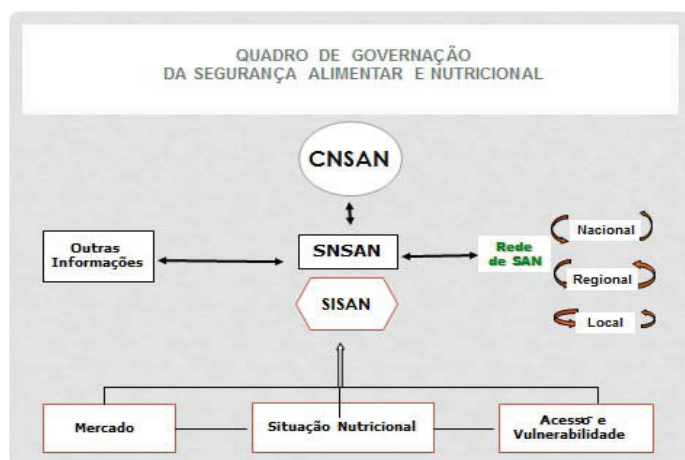 QUADRO DE GOVERNAÇÃO
DA SEGURANÇA ALIMENTAR E NUTRICIONAL
CNSAN
Outras
Informações
SNSAN
Rede
de SAN
Nacional
Regional
Local
SISAN
Mercado
Situação Nutricional
Acesso e
Vulnerabilidade